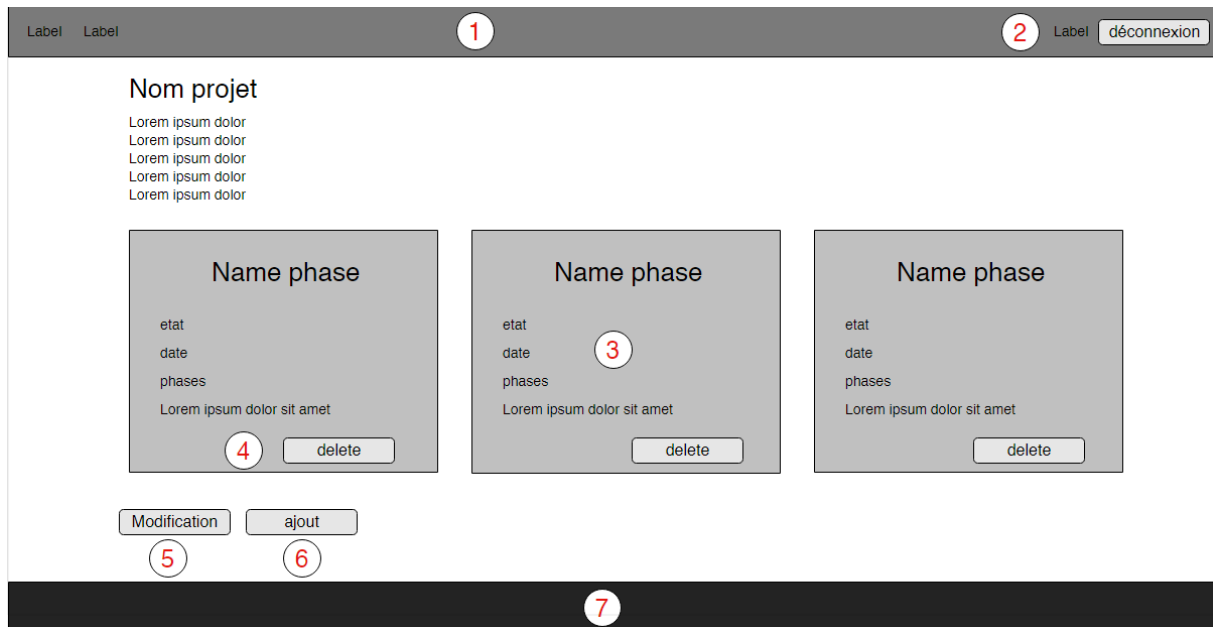 Label Label 1 2 Label déconnexion
Nom projet
Lorem ipsum dolor
Lorem ipsum dolor
Lorem ipsum dolor
Lorem ipsum dolor
Lorem ipsum dolor
Name phase
etat
date
phases
Lorem ipsum dolor sit amet
4 delete
Name phase
etat
date 3
phases
Lorem ipsum dolor sit amet
delete
Name phase
etat
date
phases
Lorem ipsum dolor sit amet
delete
Modification ajout
5 6
7